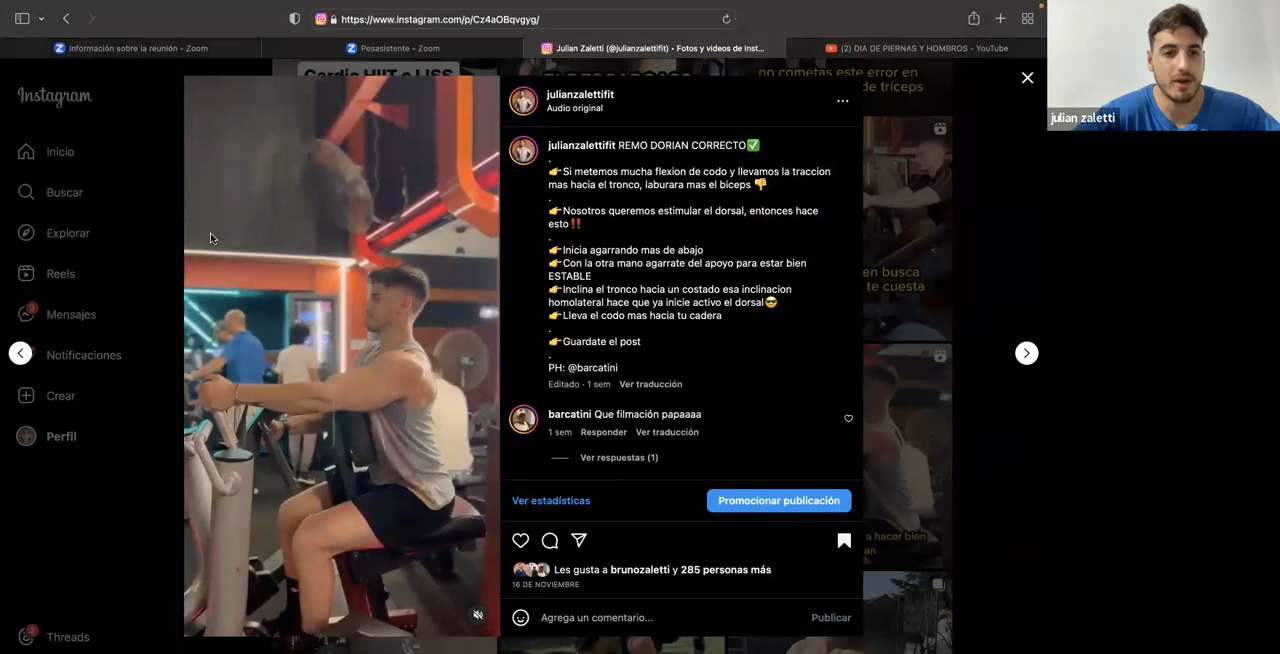 https://www.instagram.com/p/Cz4aOBqvgyg/
Información sobre la reunión - Zoom
Posasistente - Zoom
Julian Zaletti (@julianzalettifit) • Fotos y videos de Inst...
(2) DIA DE PIERNAS Y HOMBROS - YouTube
julian zaletti
Instagram
Inicio
Buscar
Explorar
Reels
3
Mensajes
Notificaciones
Crear
Perfil
2
Threads
Cardio HIIT o LISS
no cometas este error en
de triceps
en busca
te cuesta
a hacer bien
an
julianzalettifit
Audio original
julianzalettifit REMO DORIAN CORRECTO✅
.
👉Si metemos mucha flexion de codo y llevamos la traccion
mas hacia el tronco, laburara mas el biceps 👎
.
👉Nosotros queremos estimular el dorsal, entonces hace
esto‼️
.
👉Inicia agarrando mas de abajo
👉Con la otra mano agarrate del apoyo para estar bien
ESTABLE
👉Inclina el tronco hacia un costado esa inclinacion
homolateral hace que ya inicie activo el dorsal😎
👉Lleva el codo mas hacia tu cadera
.
👉Guardate el post
.
PH: @barcatini
Editado · 1 sem Ver traducción
barcatini Que filmación papaaaa
1 sem Responder Ver traducción
Ver respuestas (1)
Ver estadísticas
Promocionar publicación
Les gusta a brunozaletti y 285 personas más
16 DE NOVIEMBRE
Agrega un comentario...
Publicar